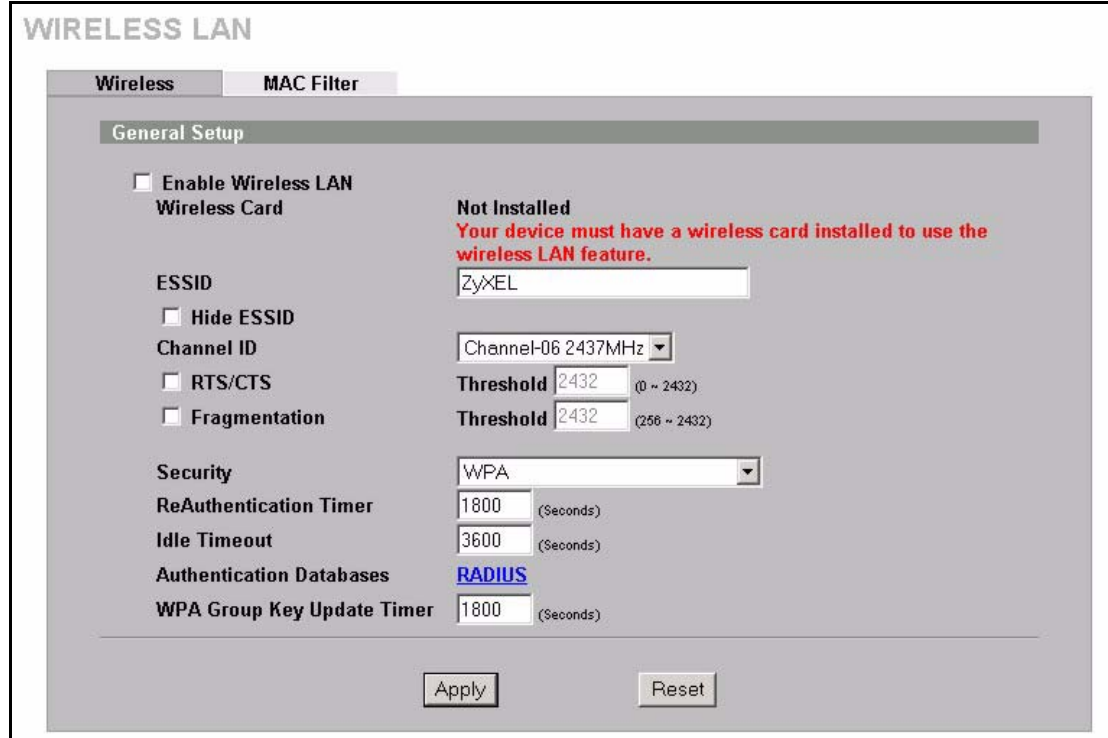 WIRELESS LAN
Wireless MAC Filter
General Setup
Enable Wireless LAN
Wireless Card Not Installed
Your device must have a wireless card installed to use the
wireless LAN feature.
ESSID ZyXEL
Hide ESSID
Channel ID Channel-06 2437MHz
RTS/CTS Threshold 2432 (0 ~ 2432)
Fragmentation Threshold 2432 (256 ~ 2432)
Security WPA
ReAuthentication Timer 1800 (Seconds)
Idle Timeout 3600 (Seconds)
Authentication Databases RADIUS
WPA Group Key Update Timer 1800 (Seconds)
Apply Reset